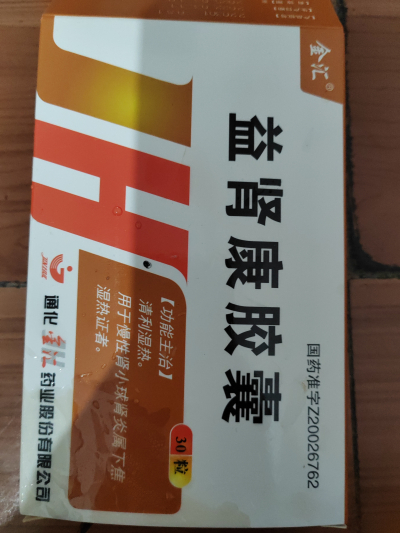 金汇®
益肾康胶囊
国药准字Z20026762
【功能主治】
清利湿热。
用于慢性肾小球肾炎属下焦
湿热证者。
30粒
通化金汇药业股份有限公司